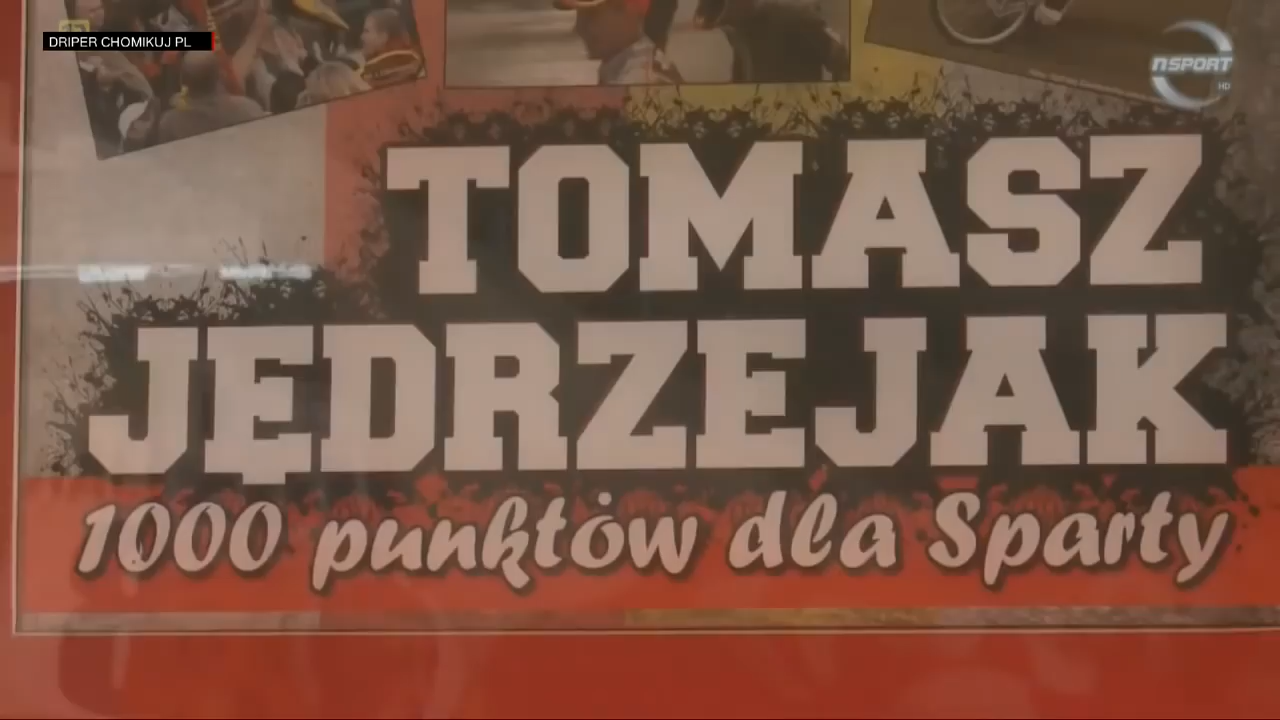 DRIPER CHOMIKUJ PL
nSPORT
HD
TOMASZ
JĘDRZEJAK
1000 punktów dla Sparty